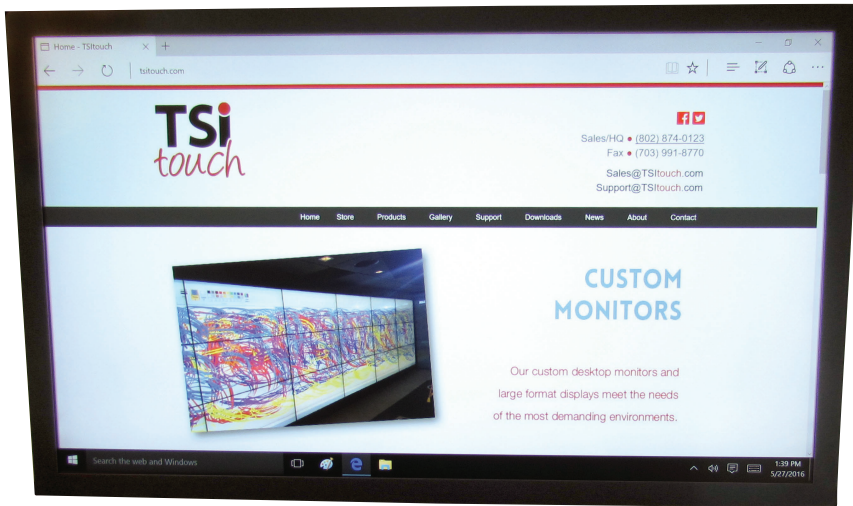 Home - TSItouch
tsitouch.com
TSi
touch
Sales/HQ • (802) 874-0123
Fax • (703) 991-8770
Sales@TSItouch.com
Support@TSItouch.com
Home Store Products Gallery Support Downloads News About Contact
CUSTOM
MONITORS
Our custom desktop monitors and
large format displays meet the needs
of the most demanding environments.
Search the web and Windows
1:39 PM
5/27/2016